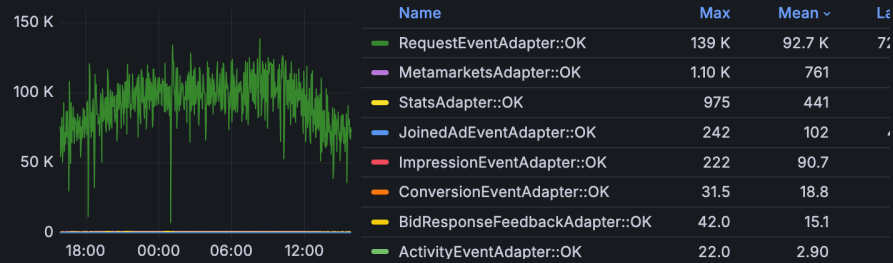 150 K
100 K
50 K
0
18:00 00:00 06:00 12:00
Name Max Mean
RequestEventAdapter::OK 139 K 92.7 K
MetamarketsAdapter::OK 1.10 K 761
StatsAdapter::OK 975 441
JoinedAdEventAdapter::OK 242 102
ImpressionEventAdapter::OK 222 90.7
ConversionEventAdapter::OK 31.5 18.8
BidResponseFeedbackAdapter::OK 42.0 15.1
ActivityEventAdapter::OK 22.0 2.90